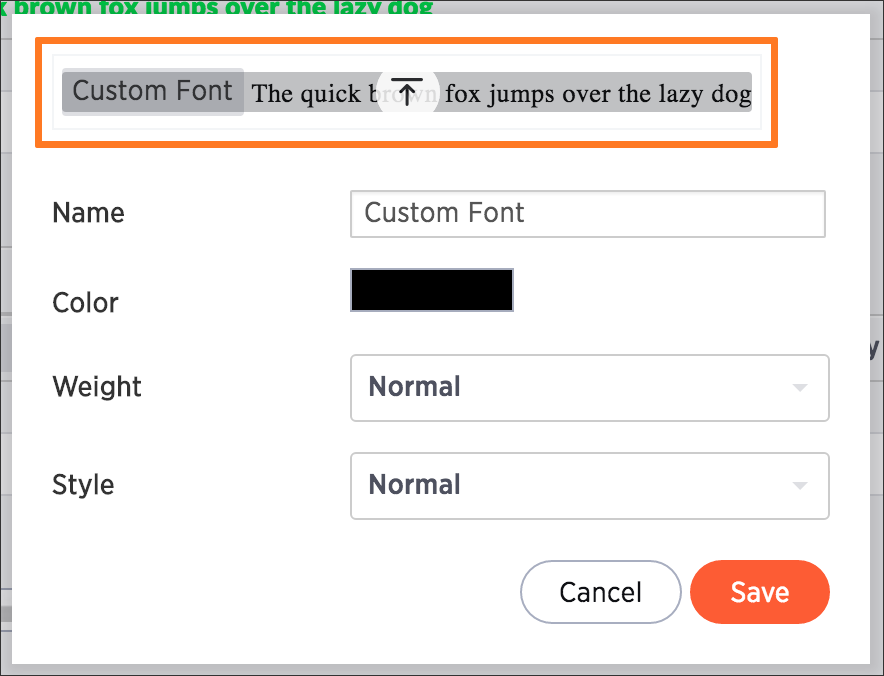 k brown fox jumps over the lazy dog
Custom Font The quick brown fox jumps over the lazy dog
Name Custom Font
Color
Weight Normal
y
Style Normal
Cancel Save